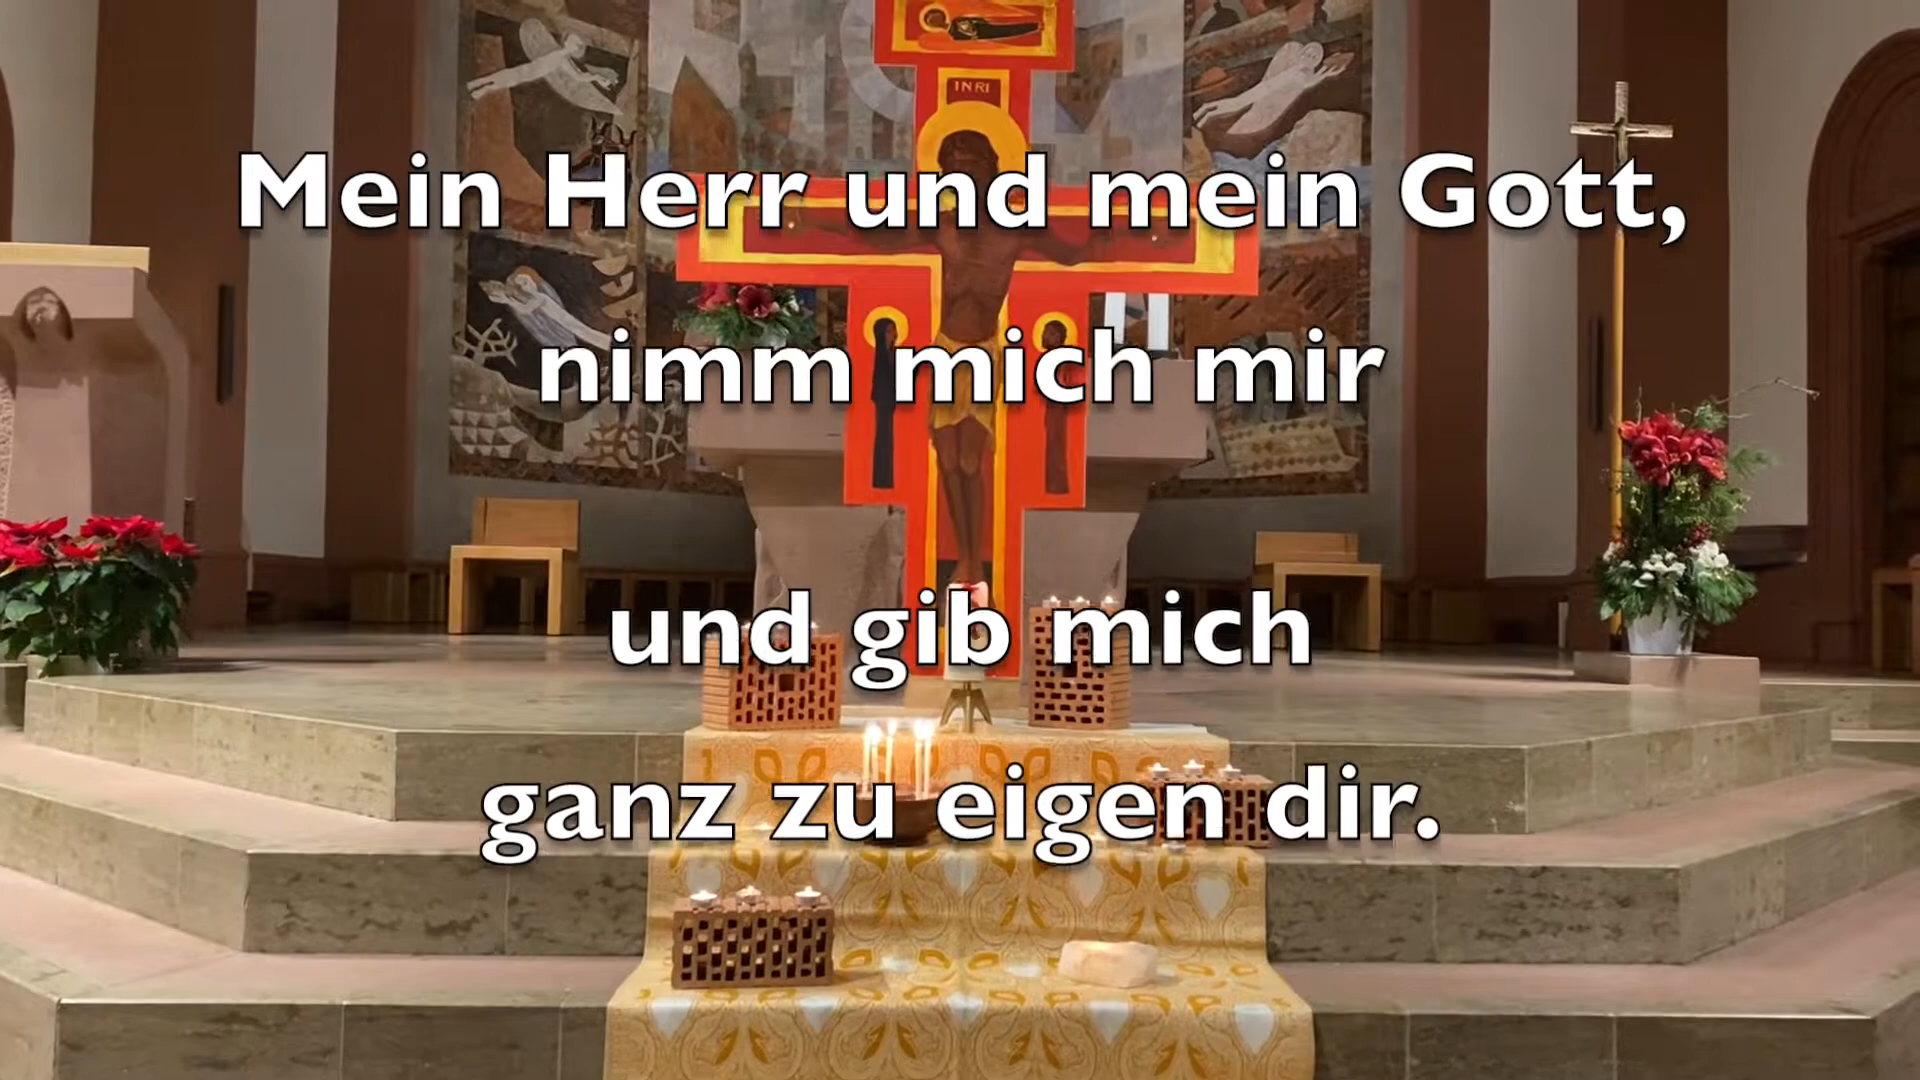 INRI
Mein Herr und mein Gott,
nimm mich mir
und gib mich
ganz zu eigen dir.